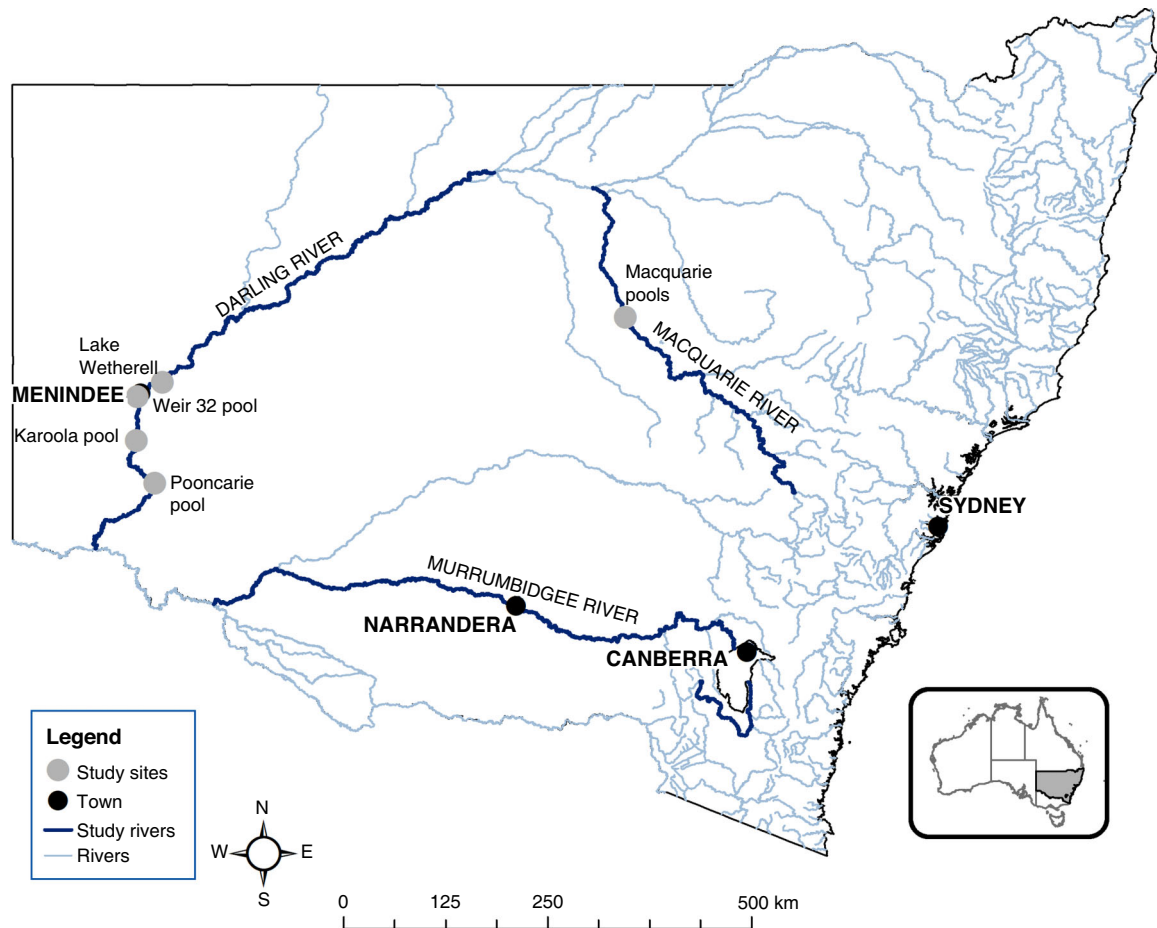 DARLING RIVER
Macquarie
pools
MACQUARIE RIVER
Lake
Wetherell
MENINDEE
Weir 32 pool
Karoola pool
Pooncarie
pool
SYDNEY
MURRUMBIDGEE RIVER
NARRANDERA
CANBERRA
Legend
Study sites
Town
Study rivers
Rivers
N
W
E
S
0
125
250
500 km